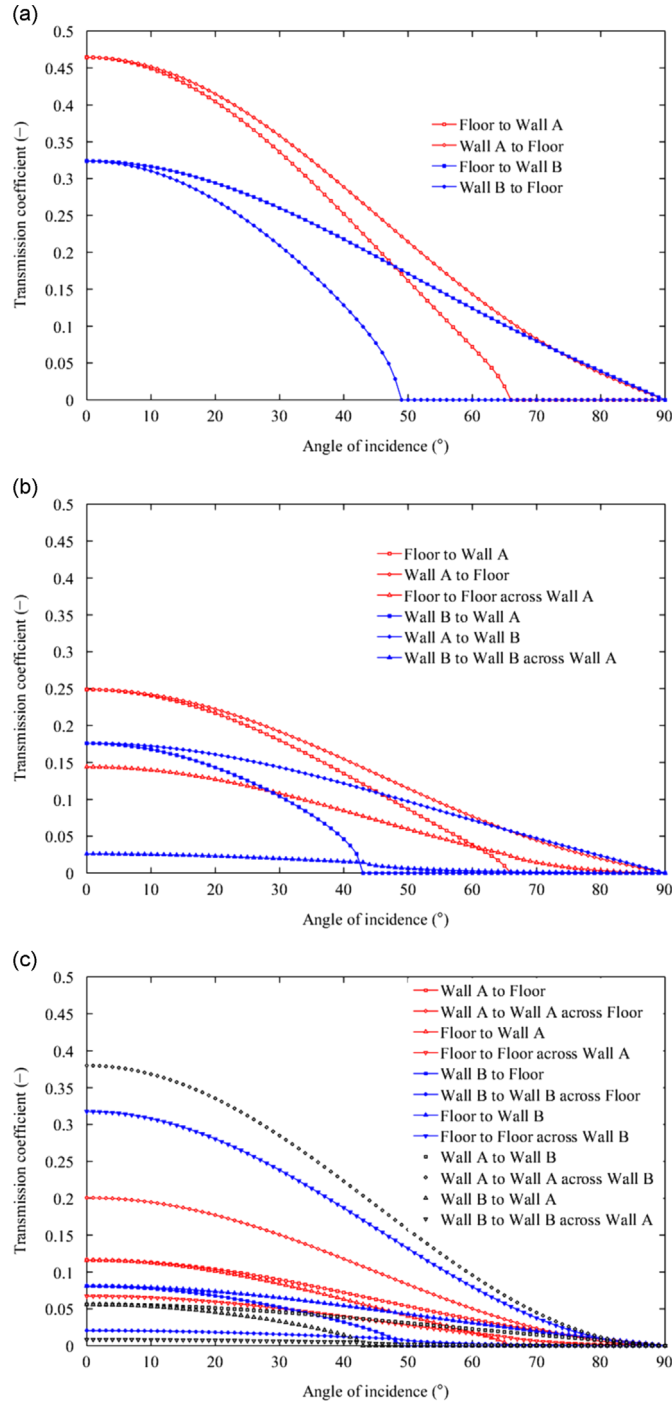 (a)
0.5
0.45
0.4
0.35
0.3
0.25
0.2
0.15
0.1
0.05
0
Transmission coefficient (−)
Floor to Wall A
Wall A to Floor
Floor to Wall B
Wall B to Floor
0 10 20 30 40 50 60 70 80 90
Angle of incidence (°)
(b)
0.5
0.45
0.4
0.35
0.3
0.25
0.2
0.15
0.1
0.05
0
Transmission coefficient (−)
Floor to Wall A
Wall A to Floor
Floor to Floor across Wall A
Wall B to Wall A
Wall A to Wall B
Wall B to Wall B across Wall A
0 10 20 30 40 50 60 70 80 90
Angle of incidence (°)
(c)
0.5
0.45
0.4
0.35
0.3
0.25
0.2
0.15
0.1
0.05
0
Transmission coefficient (−)
Wall A to Floor
Wall A to Wall A across Floor
Floor to Wall A
Floor to Floor across Wall A
Wall B to Floor
Wall B to Wall B across Floor
Floor to Wall B
Floor to Floor across Wall B
Wall A to Wall B
Wall A to Wall A across Wall B
Wall B to Wall A
Wall B to Wall B across Wall A
0 10 20 30 40 50 60 70 80 90
Angle of incidence (°)